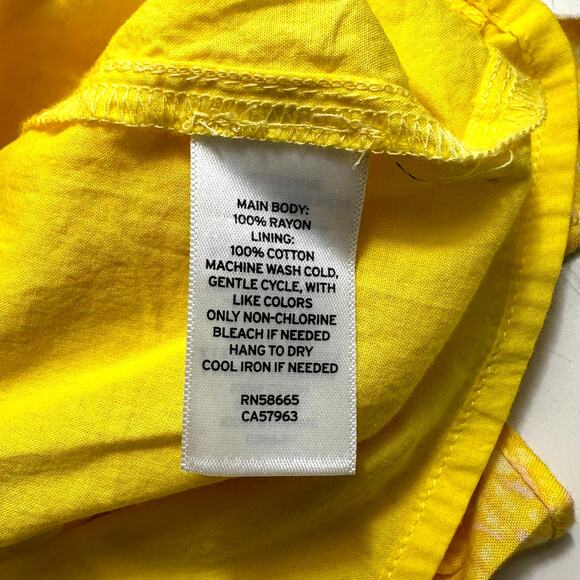 MAIN BODY:
100% RAYON
LINING:
100% COTTON
MACHINE WASH COLD,
GENTLE CYCLE, WITH
LIKE COLORS
ONLY NON-CHLORINE
BLEACH IF NEEDED
HANG TO DRY
COOL IRON IF NEEDED
RN58665
CA57963